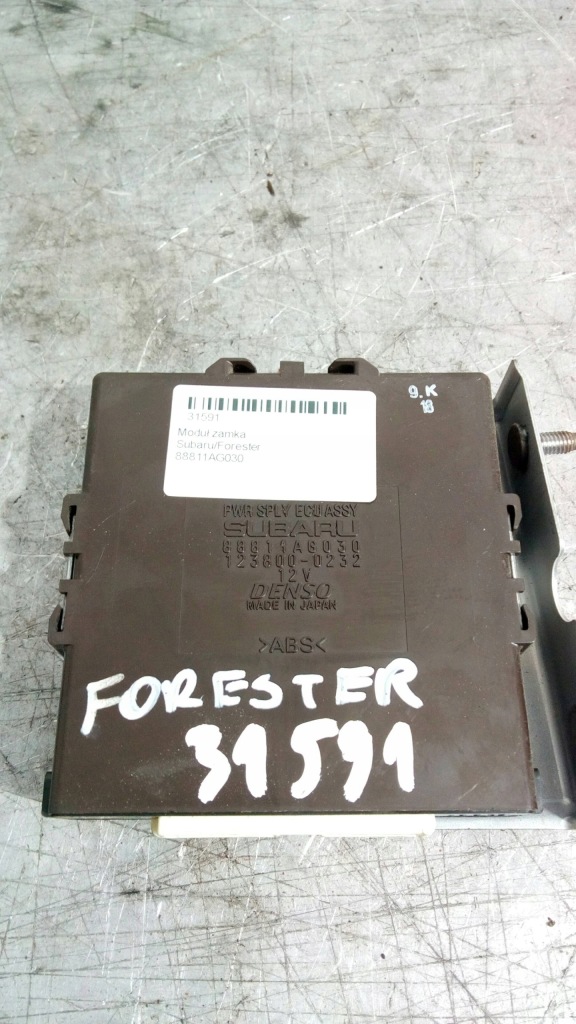 9.K
13
31591
Moduł zamka
Subaru/Forester
88811AG030
PWR SPLY ECU ASSY
SUBARU
88811AG030
123800-0232
12V
DENSO
MADE IN JAPAN
>ABS<
FORESTER
31591